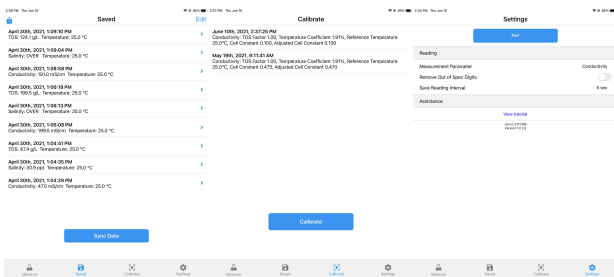 2:38 PM Thu Jun 10
66%
Saved
Edit
April 30th, 2021, 1:09:10 PM
TDS: 124.1 g/L Temperature: 25.0 °C
April 30th, 2021, 1:09:04 PM
Salinity: OVER Temperature: 25.0 °C
April 30th, 2021, 1:08:58 PM
Conductivity: 191.0 mS/cm Temperature: 25.0 °C
April 30th, 2021, 1:06:18 PM
TDS: 199.5 g/L Temperature: 25.0 °C
April 30th, 2021, 1:06:13 PM
Salinity: OVER Temperature: 25.0 °C
April 30th, 2021, 1:06:08 PM
Conductivity: 199.5 mS/cm Temperature: 25.0 °C
April 30th, 2021, 1:04:41 PM
TDS: 47.4 g/L Temperature: 25.0 °C
April 30th, 2021, 1:04:35 PM
Salinity: 30.9 ppt Temperature: 25.0 °C
April 30th, 2021, 1:04:29 PM
Conductivity: 47.5 mS/cm Temperature: 25.0 °C
Sync Data
Measure
Saved
Calibrate
Settings
2:37 PM Thu Jun 10
66%
Calibrate
June 10th, 2021, 2:37:25 PM
Conductivity: TDS Factor 1.00, Temperature Coefficient 1.91%, Reference Temperature
25.0°C, Cell Constant 0.100, Adjusted Cell Constant 0.100
May 19th, 2021, 9:11:41 AM
Conductivity: TDS Factor 1.00, Temperature Coefficient 1.91%, Reference Temperature
25.0°C, Cell Constant 0.475, Adjusted Cell Constant 0.470
Calibrate
Measure
Saved
Calibrate
Settings
2:38 PM Thu Jun 10
66%
Settings
Pair
Reading
Measurement Parameter
Conductivity
Remove Out of Spec Digits
Save Reading Interval
5 sec
Assistance
View tutorial
Version 1.0.22
Measure
Saved
Calibrate
Settings